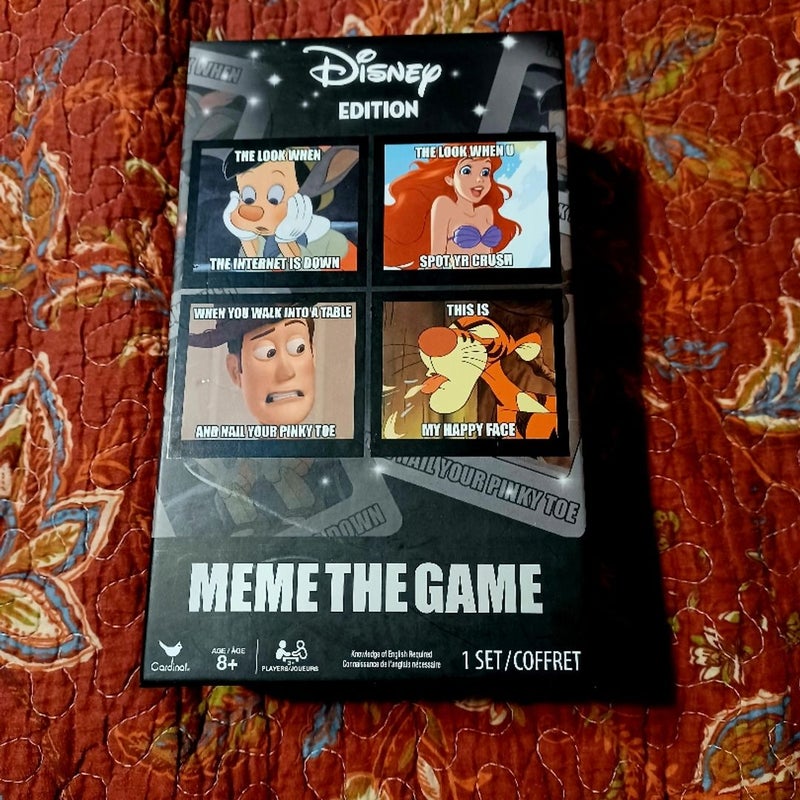 Disney
EDITION
THE LOOK WHEN
THE INTERNET IS DOWN
THE LOOK WHEN U
SPOT YR CRUSH
WHEN YOU WALK INTO A TABLE
AND NAIL YOUR PINKY TOE
THIS IS
MY HAPPY FACE
NAIL YOUR PINKY TOE
DOWN
MEME THE GAME
Cardinal
AGE / ÂGE
8+
3+
PLAYERS/JOUEURS
Knowledge of English Required
Connaissance de l'anglais nécessaire
1 SET/COFFRET